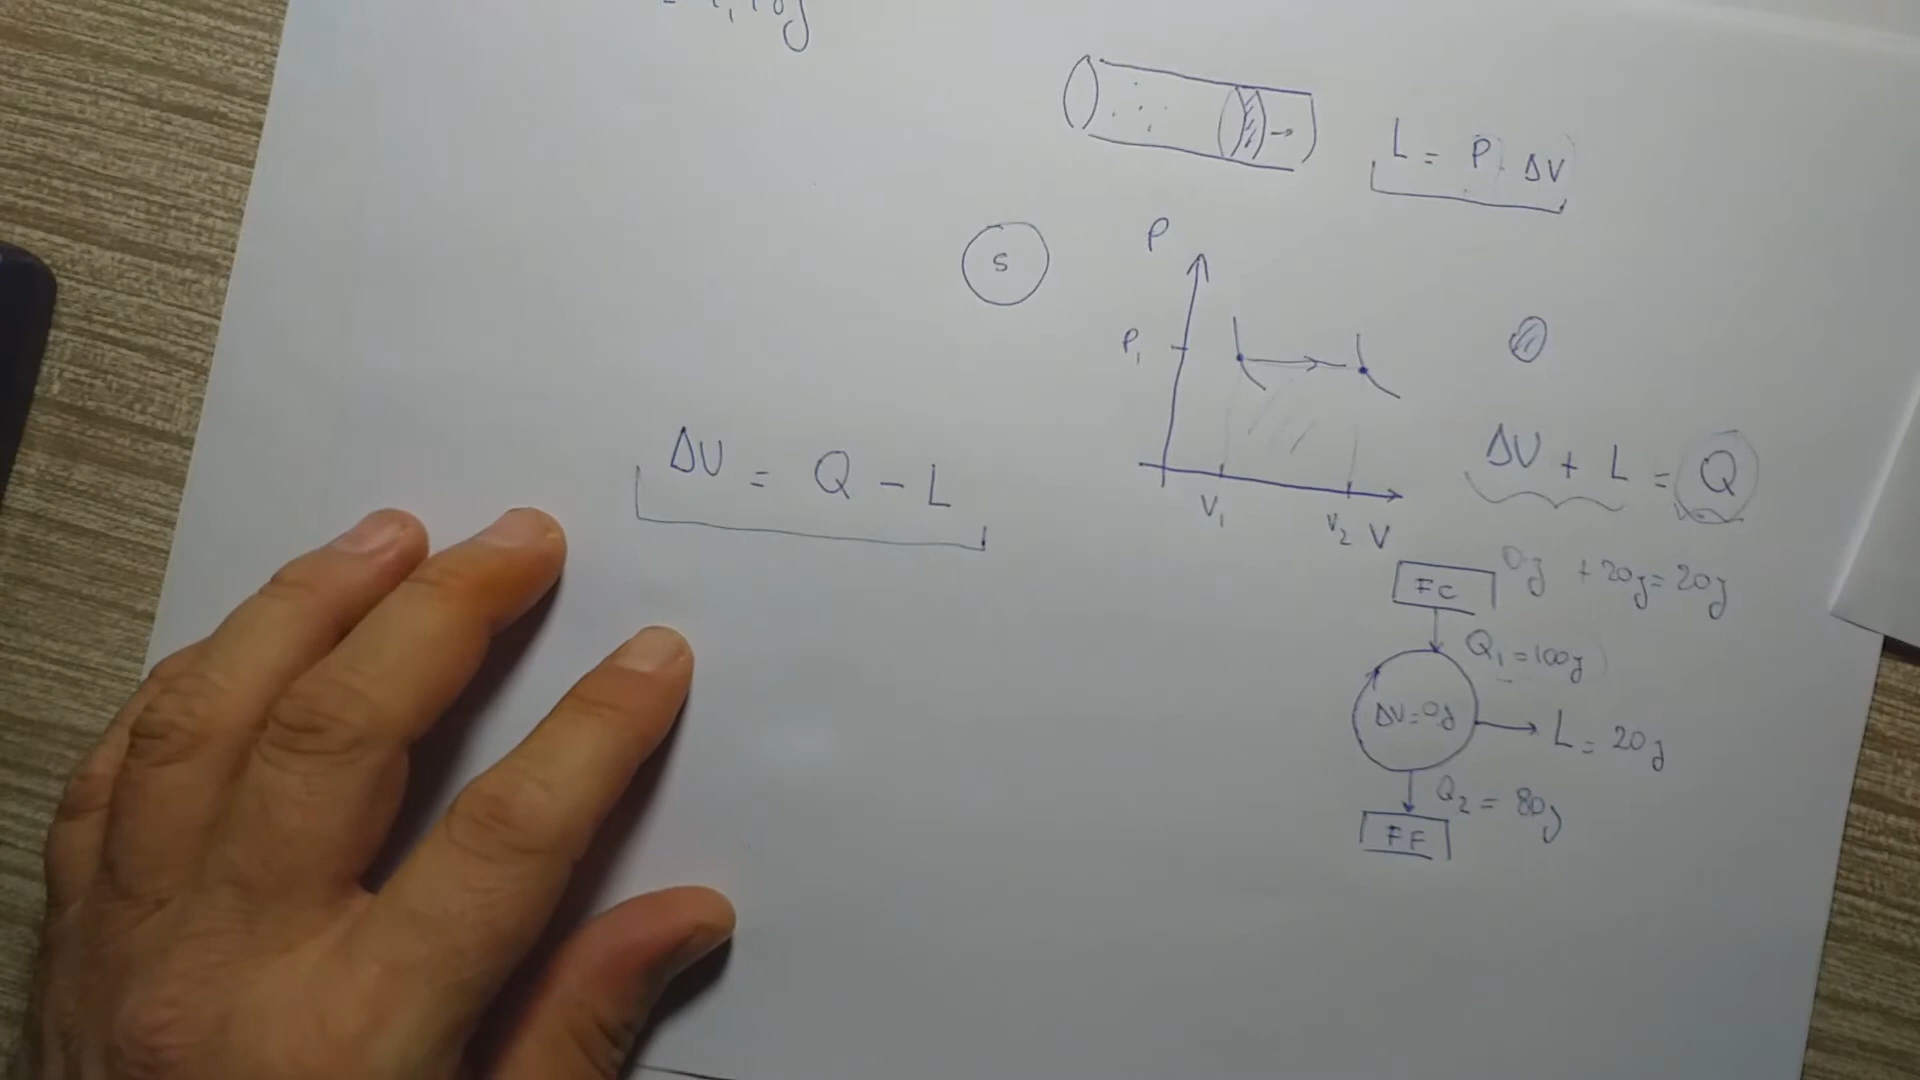 L = P · ΔV
S
P
P₁
ΔU = Q - L
ΔU + L = Q
V₁
V₂ V
0J + 20J = 20J
FC
Q₁ = 100J
ΔU = 0J
L = 20J
Q₂ = 80J
FF